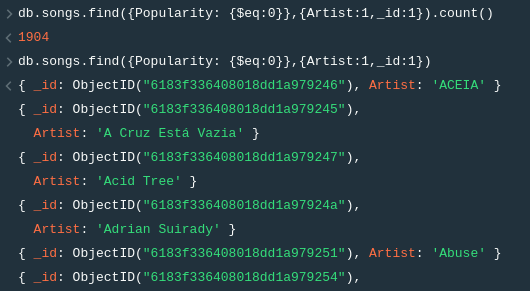 db.songs.find({Popularity: {$eq:0}},{Artist:1,_id:1}).count()
1904
db.songs.find({Popularity: {$eq:0}},{Artist:1,_id:1})
{ _id: ObjectID("6183f336408018dd1a979246"), Artist: 'ACEIA' }
{ _id: ObjectID("6183f336408018dd1a979245"),
Artist: 'A Cruz Está Vazia' }
{ _id: ObjectID("6183f336408018dd1a979247"),
Artist: 'Acid Tree' }
{ _id: ObjectID("6183f336408018dd1a97924a"),
Artist: 'Adrian Suirady' }
{ _id: ObjectID("6183f336408018dd1a979251"), Artist: 'Abuse' }
{ _id: ObjectID("6183f336408018dd1a979254"),